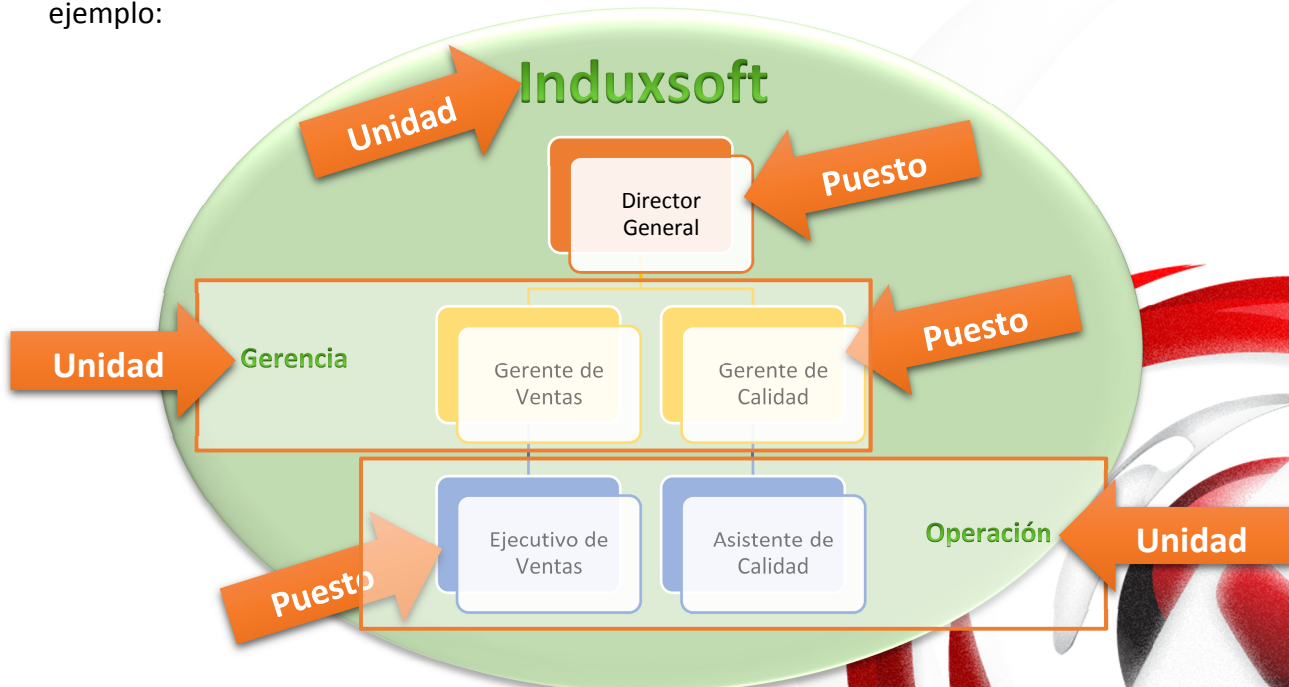 ejemplo:
Induxsoft
Unidad
Puesto
Director
General
Puesto
Unidad
Gerencia
Gerente de
Ventas
Gerente de
Calidad
Ejecutivo de
Ventas
Asistente de
Calidad
Operación
Unidad
Puesto